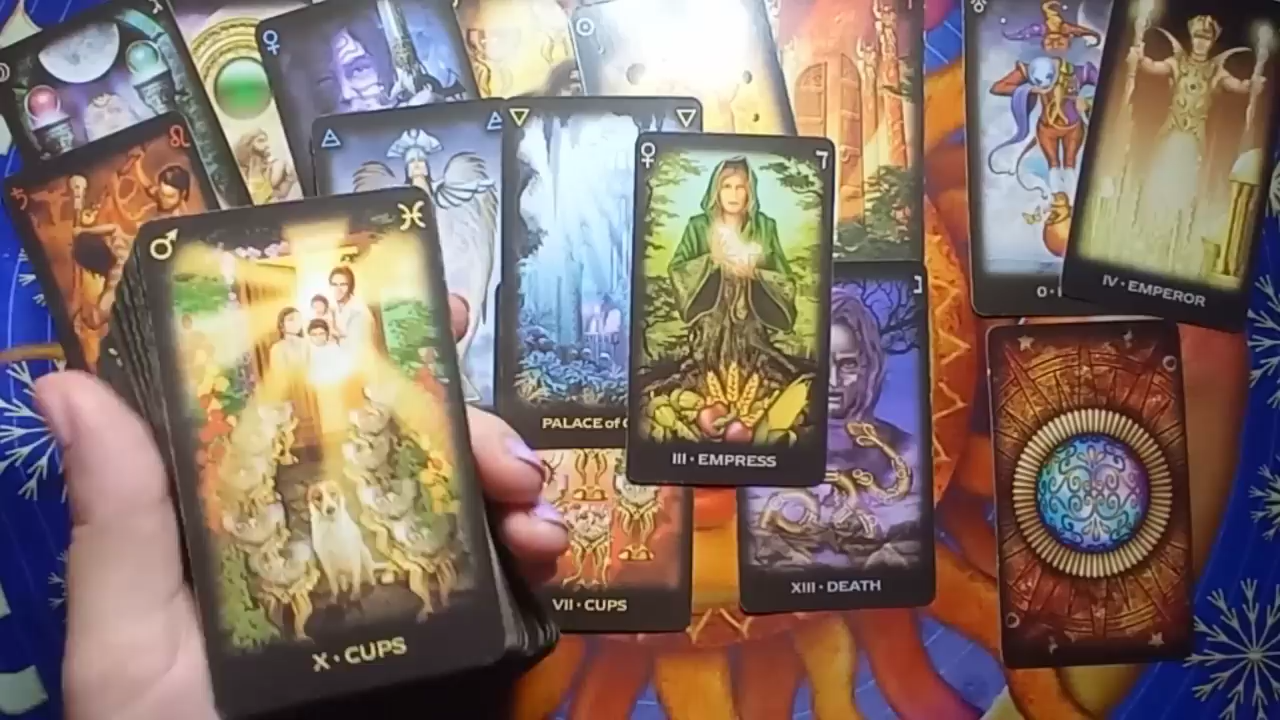 IV • EMPEROR
PALACE of
III • EMPRESS
XIII • DEATH
VII • CUPS
X • CUPS